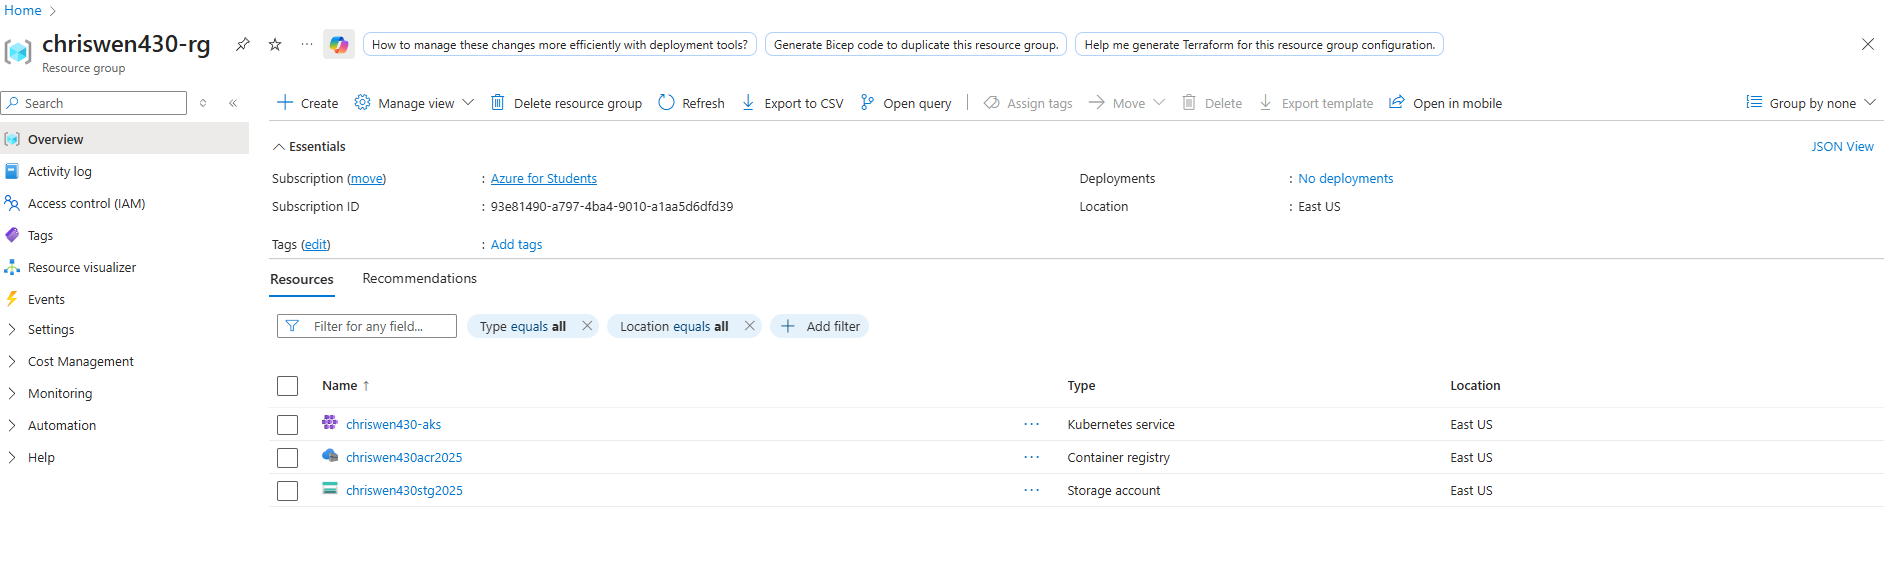 Home
chriswen430-rg
Resource group
How to manage these changes more efficiently with deployment tools?
Generate Bicep code to duplicate this resource group.
Help me generate Terraform for this resource group configuration.
Search
Create
Manage view
Delete resource group
Refresh
Export to CSV
Open query
Assign tags
Move
Delete
Export template
Open in mobile
Group by none
Overview
Activity log
Access control (IAM)
Tags
Resource visualizer
Events
Settings
Cost Management
Monitoring
Automation
Help
Essentials
JSON View
Subscription (move) : Azure for Students
Subscription ID : 93e81490-a797-4ba4-9010-a1aa5d6dfd39
Tags (edit) : Add tags
Deployments : No deployments
Location : East US
Resources
Recommendations
Filter for any field...
Type equals all
Location equals all
Add filter
Name ↑ Type Location
chriswen430-aks ... Kubernetes service East US
chriswen430acr2025 ... Container registry East US
chriswen430stg2025 ... Storage account East US